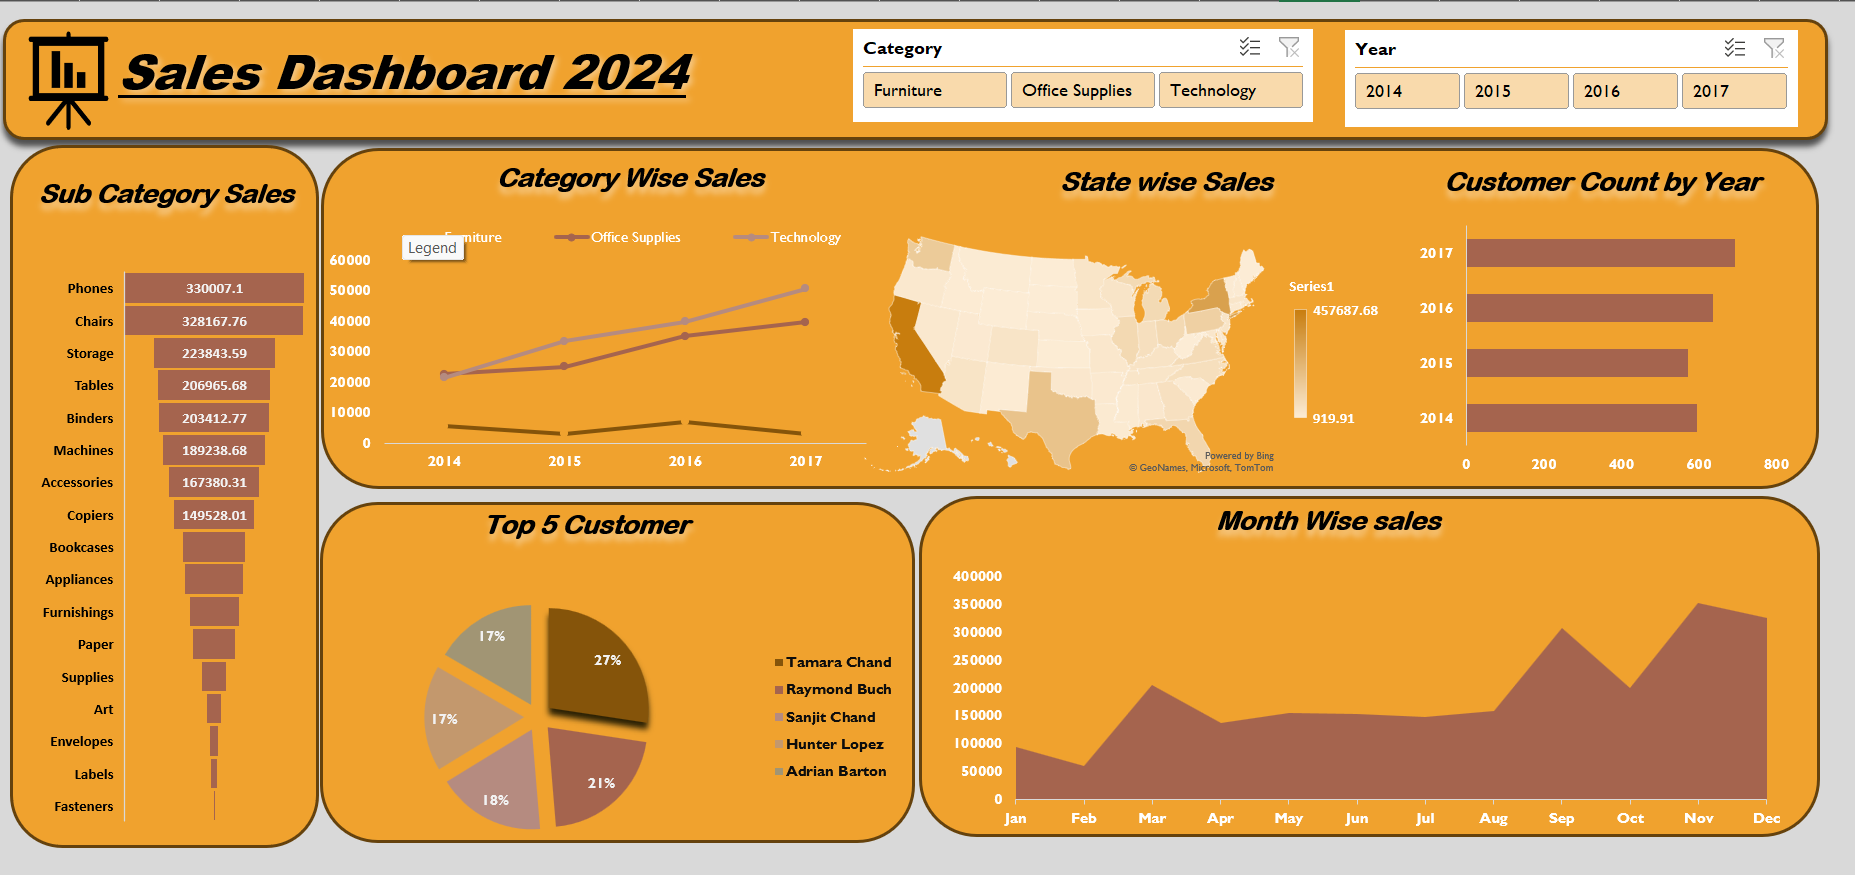 Sales Dashboard 2024
Category
Furniture
Office Supplies
Technology
Year
2014
2015
2016
2017
Sub Category Sales
Phones
330007.1
Chairs
328167.76
Storage
223843.59
Tables
206965.68
Binders
203412.77
Machines
189238.68
Accessories
167380.31
Copiers
149528.01
Bookcases
Appliances
Furnishings
Paper
Supplies
Art
Envelopes
Labels
Fasteners
Category Wise Sales
Legend
Furniture
Office Supplies
Technology
60000
50000
40000
30000
20000
10000
0
2014
2015
2016
2017
State wise Sales
Series1
457687.68
919.91
Powered by Bing
© GeoNames, Microsoft, TomTom
Customer Count by Year
2017
2016
2015
2014
0
200
400
600
800
Top 5 Customer
27%
21%
18%
17%
17%
Tamara Chand
Raymond Buch
Sanjit Chand
Hunter Lopez
Adrian Barton
Month Wise sales
400000
350000
300000
250000
200000
150000
100000
50000
0
Jan
Feb
Mar
Apr
May
Jun
Jul
Aug
Sep
Oct
Nov
Dec